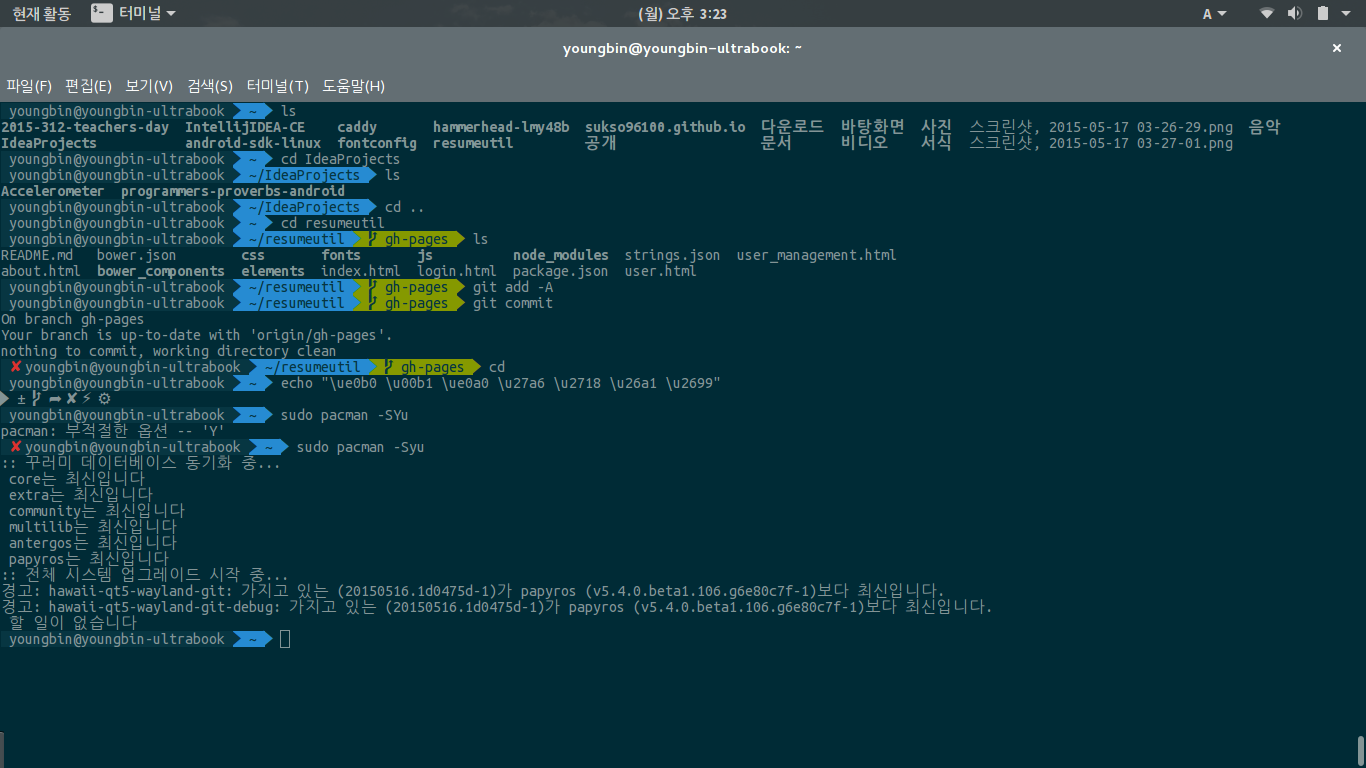 현재 활동 터미널 (월) 오후 3:23 A
youngbin@youngbin-ultrabook: ~ ×
파일(F) 편집(E) 보기(V) 검색(S) 터미널(T) 도움말(H)
youngbin@youngbin-ultrabook ~ ls
2015-312-teachers-day IntellijIDEA-CE caddy hammerhead-lmy48b sukso96100.github.io 다운로드 바탕화면 사진 스크린샷, 2015-05-17 03-26-29.png 음악
IdeaProjects android-sdk-linux fontconfig resumeutil 공개 문서 비디오 서식 스크린샷, 2015-05-17 03-27-01.png
youngbin@youngbin-ultrabook ~ cd IdeaProjects
youngbin@youngbin-ultrabook ~/IdeaProjects ls
Accelerometer programmers-proverbs-android
youngbin@youngbin-ultrabook ~/IdeaProjects cd ..
youngbin@youngbin-ultrabook ~ cd resumeutil
youngbin@youngbin-ultrabook ~/resumeutil gh-pages ls
README.md bower.json css fonts js node_modules strings.json user_management.html
about.html bower_components elements index.html login.html package.json user.html
youngbin@youngbin-ultrabook ~/resumeutil gh-pages git add -A
youngbin@youngbin-ultrabook ~/resumeutil gh-pages git commit
On branch gh-pages
Your branch is up-to-date with 'origin/gh-pages'.
nothing to commit, working directory clean
✘ youngbin@youngbin-ultrabook ~/resumeutil gh-pages cd
youngbin@youngbin-ultrabook ~ echo "\ue0b0 \u00b1 \ue0a0 \u27a6 \u2718 \u26a1 \u2699"
 ±  ➦ ✘ ⚡ ⚙
youngbin@youngbin-ultrabook ~ sudo pacman -SYu
pacman: 부적절한 옵션 -- 'Y'
✘ youngbin@youngbin-ultrabook ~ sudo pacman -Syu
:: 꾸러미 데이터베이스 동기화 중...
core는 최신입니다
extra는 최신입니다
community는 최신입니다
multilib는 최신입니다
antergos는 최신입니다
papyros는 최신입니다
:: 전체 시스템 업그레이드 시작 중...
경고: hawaii-qt5-wayland-git: 가지고 있는 (20150516.1d0475d-1)가 papyros (v5.4.0.beta1.106.g6e80c7f-1)보다 최신입니다.
경고: hawaii-qt5-wayland-git-debug: 가지고 있는 (20150516.1d0475d-1)가 papyros (v5.4.0.beta1.106.g6e80c7f-1)보다 최신입니다.
할 일이 없습니다
youngbin@youngbin-ultrabook ~